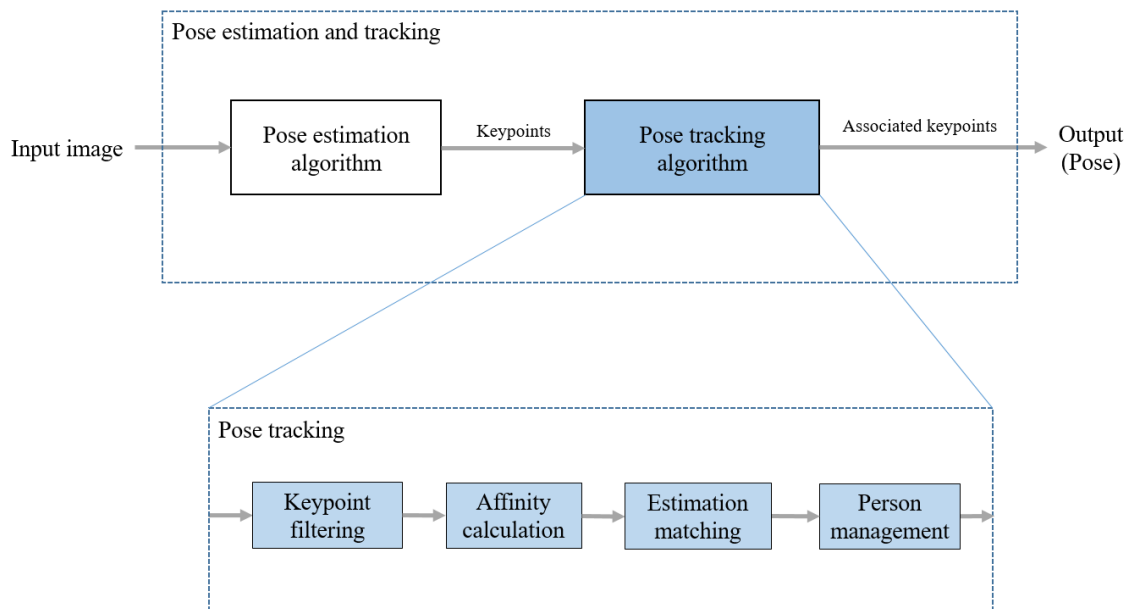 Pose estimation and tracking
Input image
Pose estimation
algorithm
Keypoints
Pose tracking
algorithm
Associated keypoints
Output
(Pose)
Pose tracking
Keypoint
filtering
Affinity
calculation
Estimation
matching
Person
management